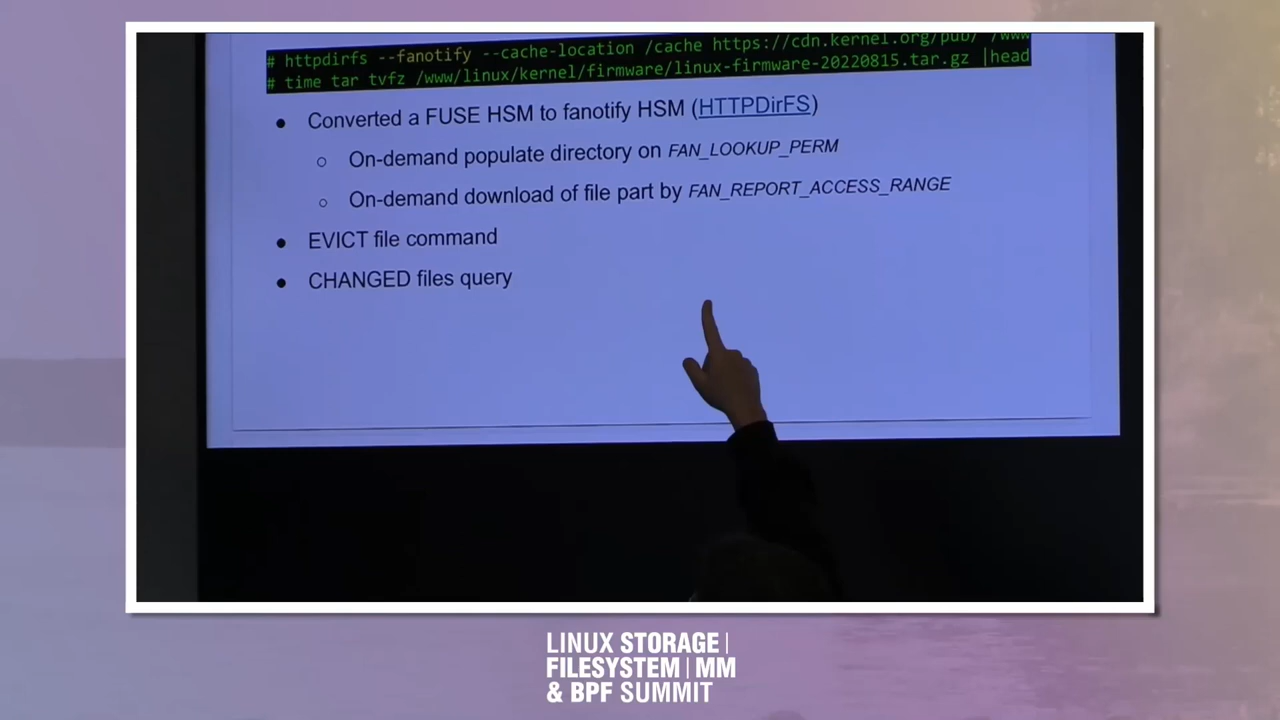 # httpdirfs --fanotify --cache-location /cache https://cdn.kernel.org/pub/ /www
# time tar tvfz /www/linux/kernel/firmware/linux-firmware-20220815.tar.gz |head
● Converted a FUSE HSM to fanotify HSM (HTTPDirFS)
○ On-demand populate directory on FAN_LOOKUP_PERM
○ On-demand download of file part by FAN_REPORT_ACCESS_RANGE
● EVICT file command
● CHANGED files query
LINUX STORAGE |
FILESYSTEM | MM
& BPF SUMMIT